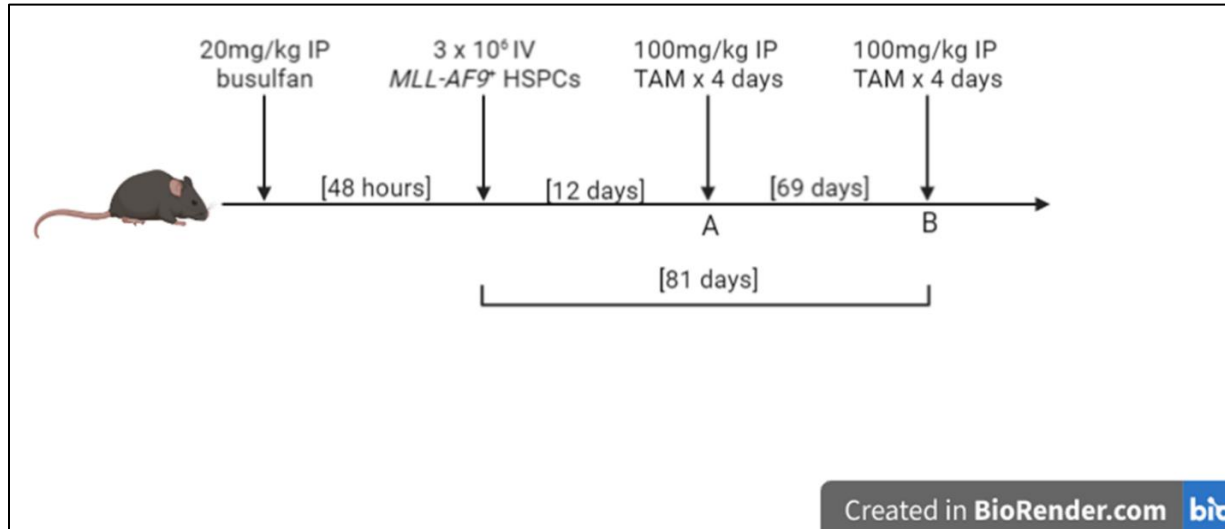 20mg/kg IP
busulfan
3 x 10⁶ IV
MLL-AF9⁺ HSPCs
100mg/kg IP
TAM x 4 days
100mg/kg IP
TAM x 4 days
[48 hours]
[12 days]
[69 days]
A
B
[81 days]
Created in BioRender.com
bio